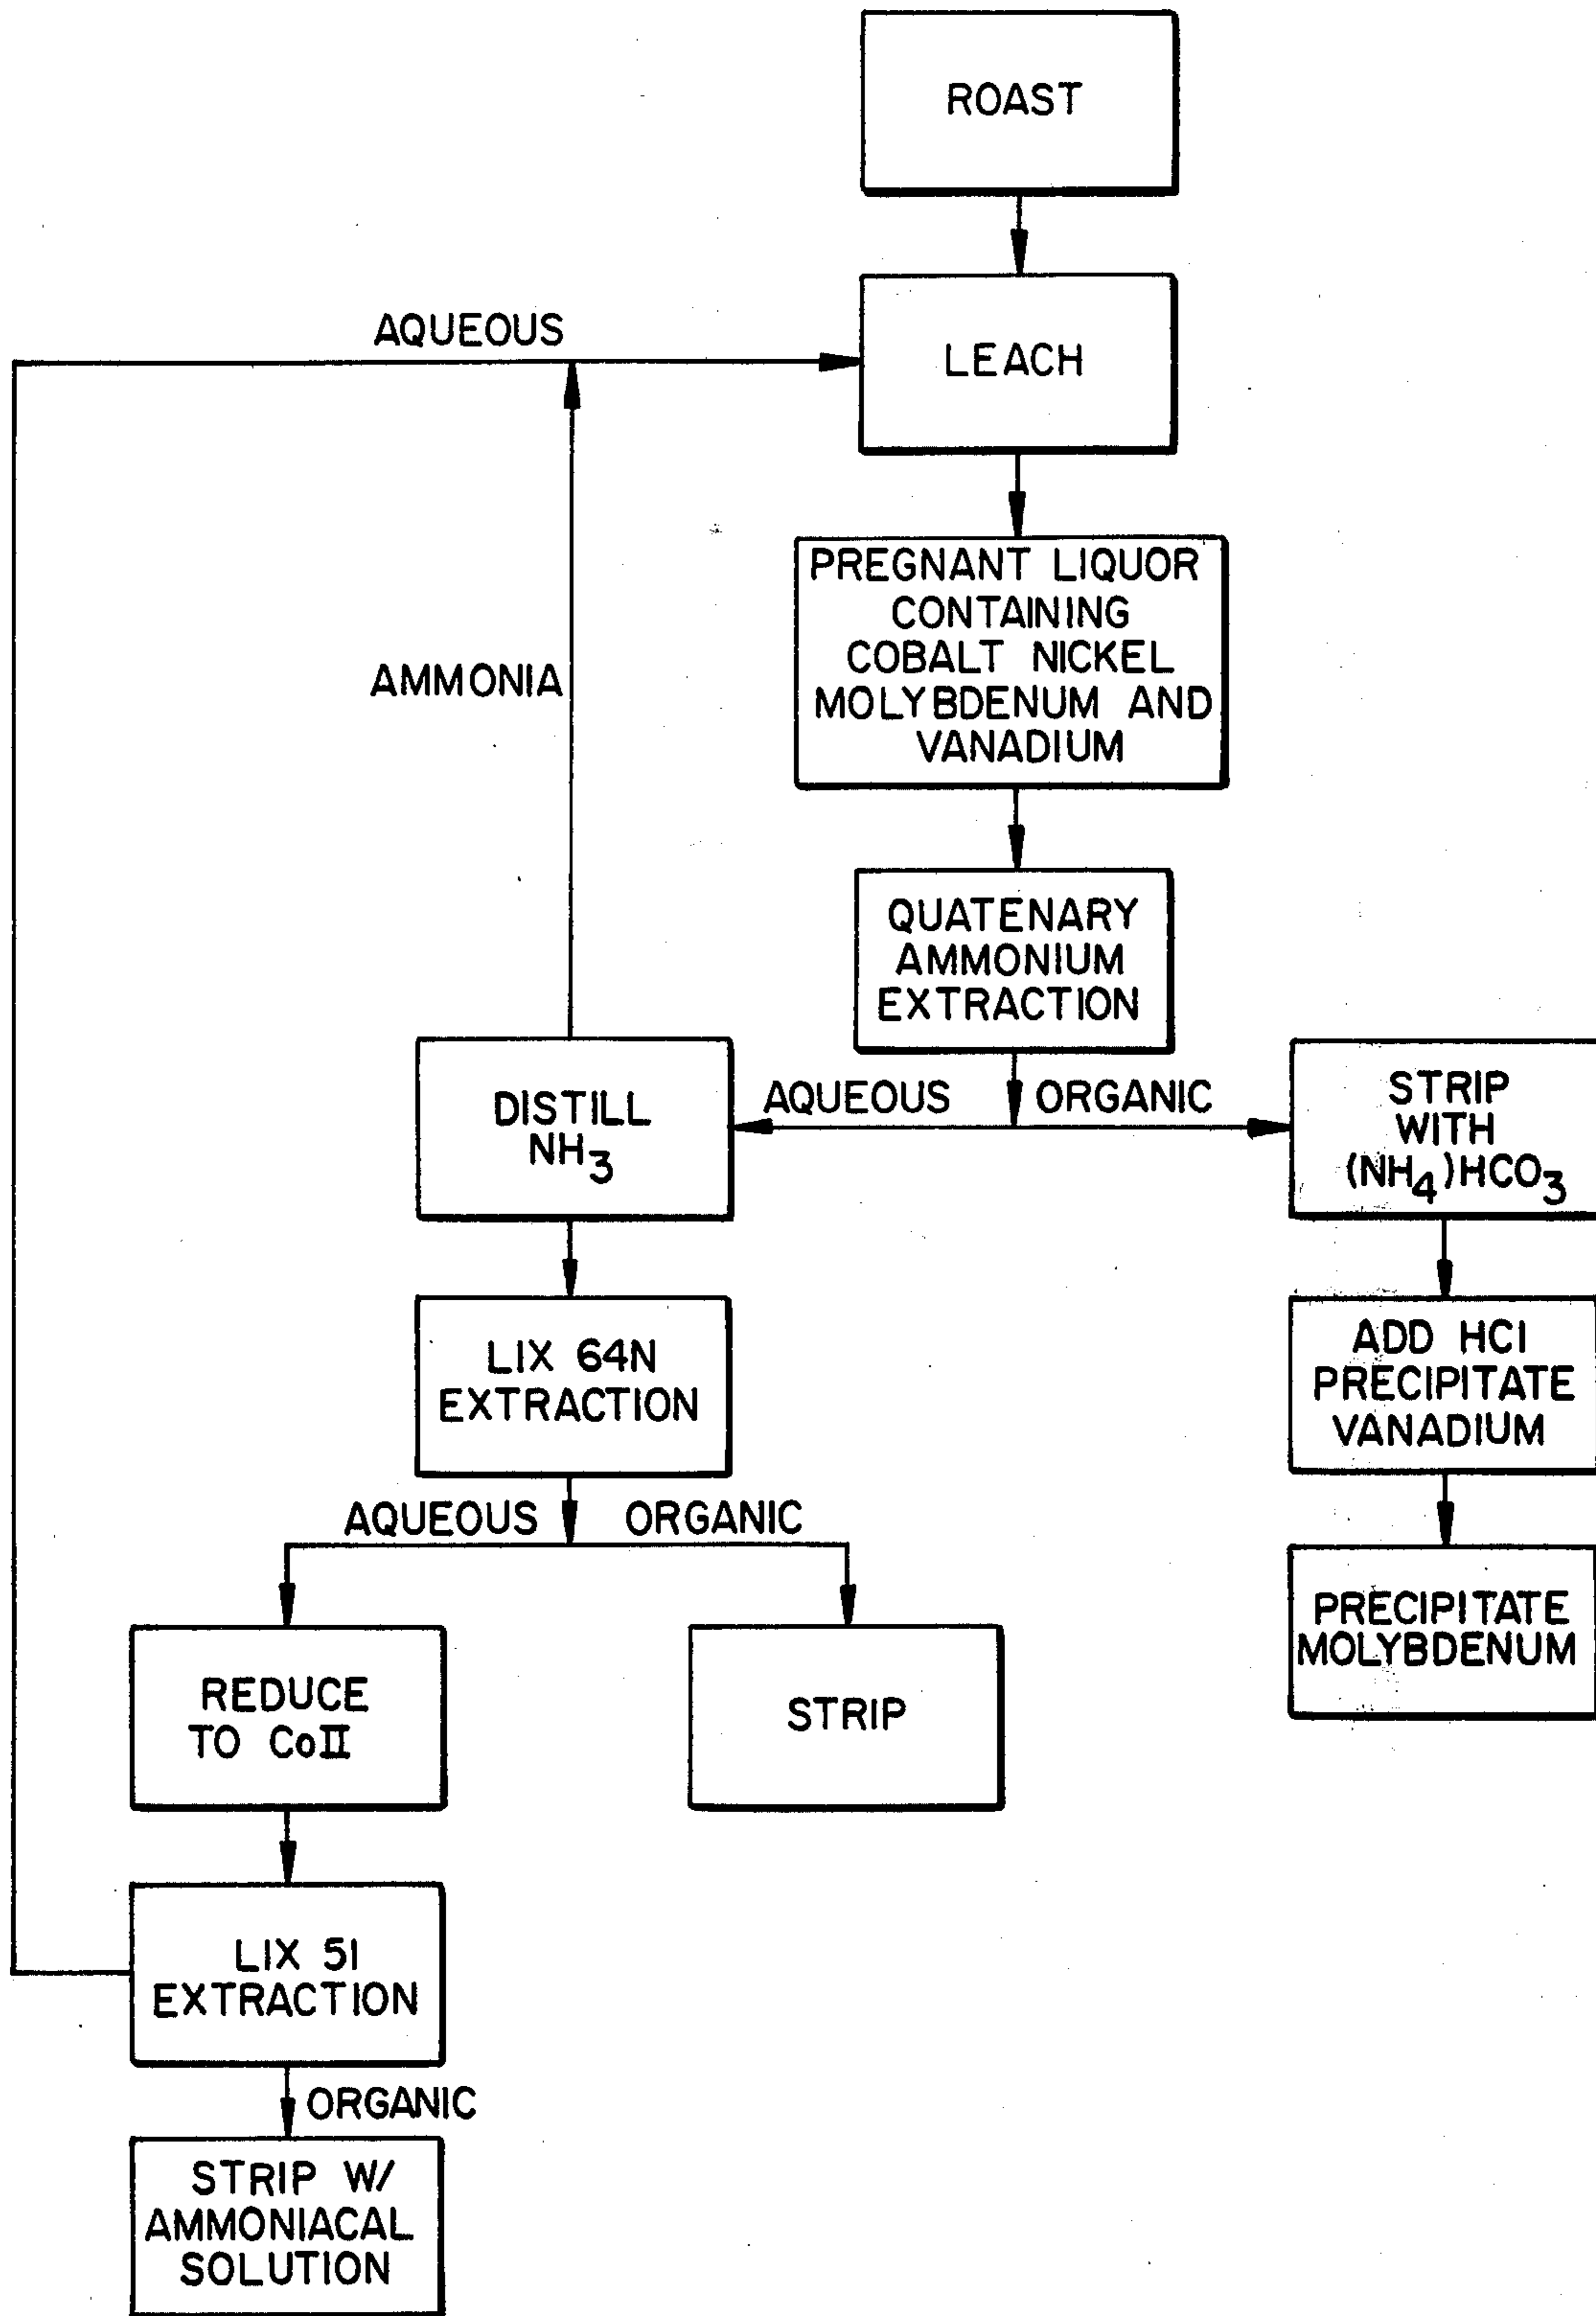 ROAST
AQUEOUS
LEACH
PREGNANT LIQUOR
CONTAINING
COBALT NICKEL
MOLYBDENUM AND
VANADIUM
AMMONIA
QUATENARY
AMMONIUM
EXTRACTION
DISTILL
NH3
AQUEOUS
ORGANIC
STRIP
WITH
(NH4)HCO3
LIX 64N
EXTRACTION
ADD HCl
PRECIPITATE
VANADIUM
AQUEOUS
ORGANIC
PRECIPITATE
MOLYBDENUM
REDUCE
TO CoII
STRIP
LIX 51
EXTRACTION
ORGANIC
STRIP W/
AMMONIACAL
SOLUTION